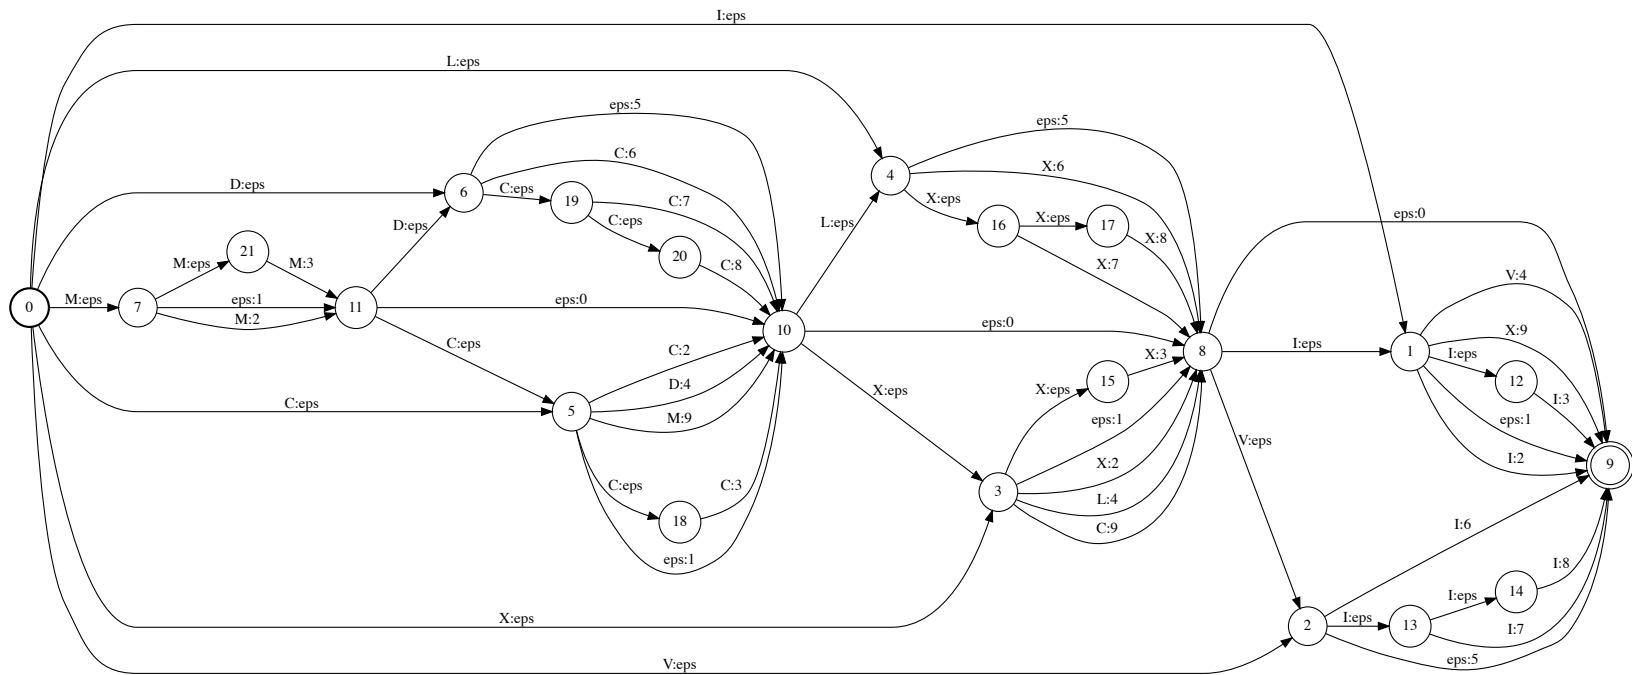 I:eps
L:eps
eps:5
eps:5
C:6
X:6
D:eps
6
C:eps
19
C:7
4
X:eps
16
X:eps
17
eps:0
D:eps
C:eps
L:eps
X:8
M:eps
21
M:3
20
C:8
X:7
V:4
0
M:eps
7
eps:1
M:2
11
eps:0
10
eps:0
8
I:eps
1
X:9
I:eps
12
C:eps
C:2
X:eps
15
X:3
I:3
C:eps
5
D:4
M:9
X:eps
eps:1
V:eps
eps:1
I:2
9
C:eps
18
C:3
3
X:2
L:4
C:9
I:6
eps:1
14
I:8
X:eps
2
I:eps
13
I:eps
I:7
V:eps
eps:5